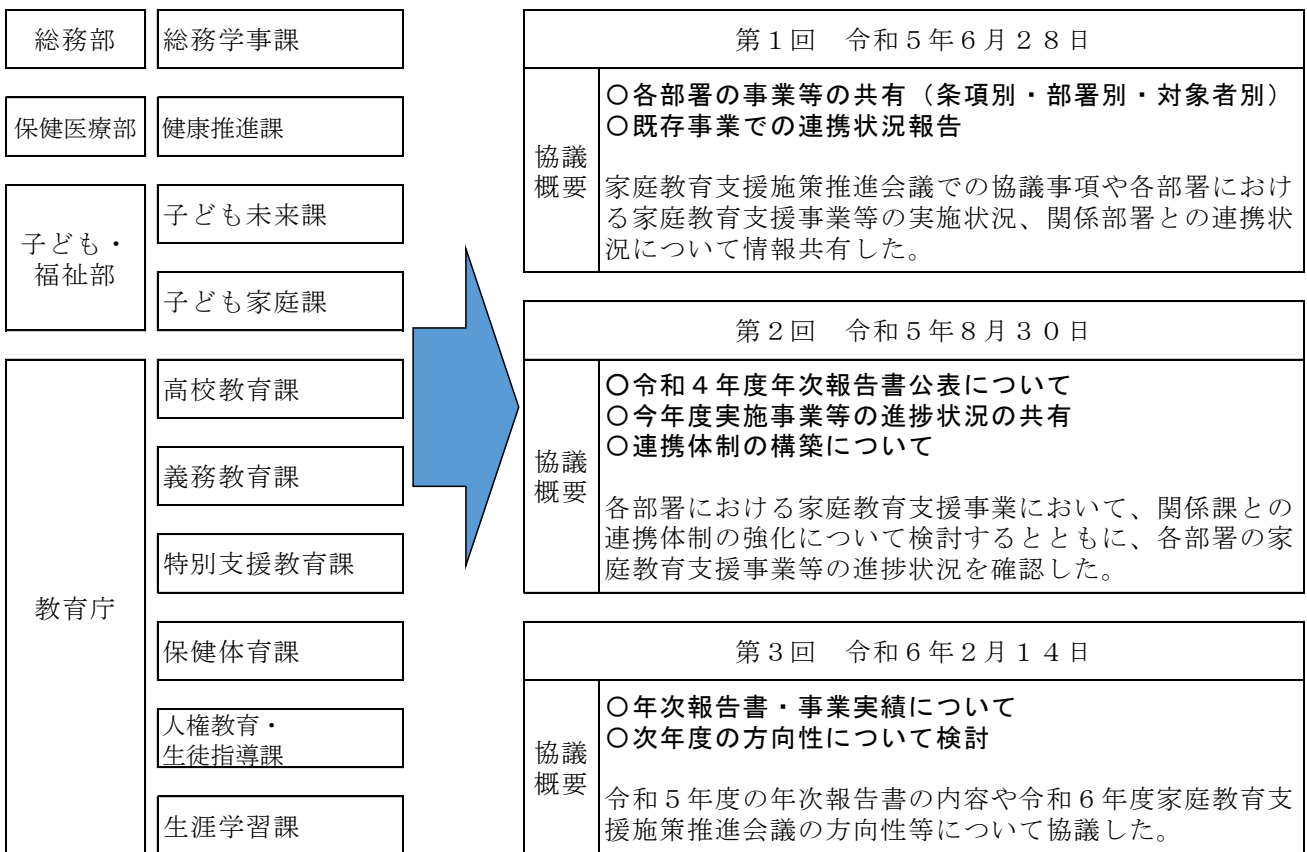 総務部
総務学事課
保健医療部
健康推進課
子ども・
福祉部
子ども未来課
子ども家庭課
教育庁
高校教育課
義務教育課
特別支援教育課
保健体育課
人権教育・
生徒指導課
生涯学習課
第1回　令和5年6月28日
協議
概要
○各部署の事業等の共有（条項別・部署別・対象者別）
○既存事業での連携状況報告
家庭教育支援施策推進会議での協議事項や各部署におけ
る家庭教育支援事業等の実施状況、関係部署との連携状
況について情報共有した。
第2回　令和5年8月30日
協議
概要
○令和4年度年次報告書公表について
○今年度実施事業等の進捗状況の共有
○連携体制の構築について
各部署における家庭教育支援事業において、関係課との
連携体制の強化について検討するとともに、各部署の家
庭教育支援事業等の進捗状況を確認した。
第3回　令和6年2月14日
協議
概要
○年次報告書・事業実績について
○次年度の方向性について検討
令和5年度の年次報告書の内容や令和6年度家庭教育支
援施策推進会議の方向性等について協議した。